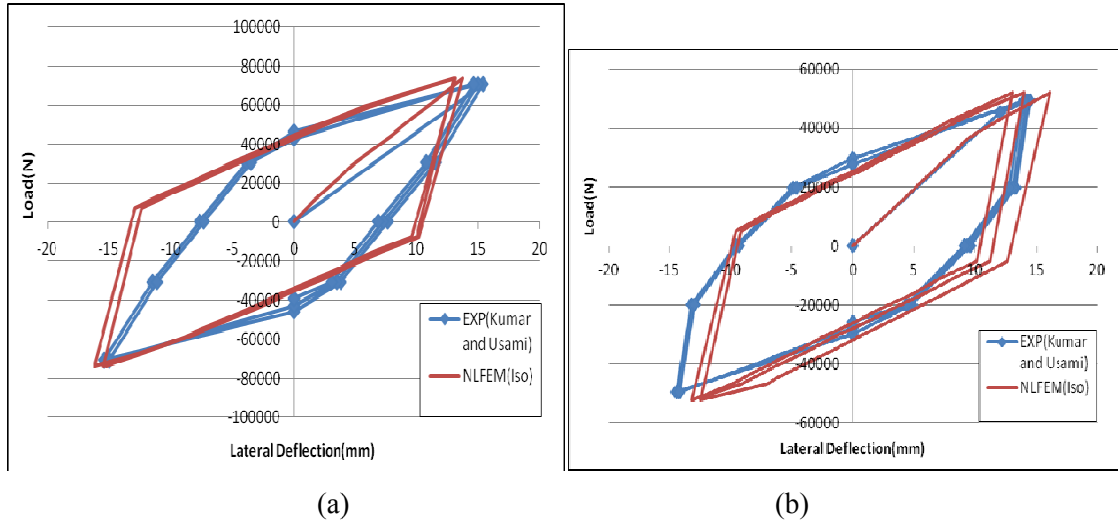 100000
80000
60000
40000
20000
0
-20000
-40000
-60000
-80000
-100000
-20 -15 -10 -5 0 5 10 15 20
Load(N)
Lateral Deflection(mm)
EXP(Kumar
and Usami)
NLFEM(Iso)
(a)
60000
40000
20000
0
-20000
-40000
-60000
-20 -15 -10 -5 0 5 10 15 20
Load(N)
Lateral Deflection(mm)
EXP(Kumar
and Usami)
NLFEM(Iso)
(b)